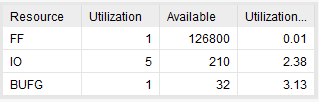 Resource Utilization Available Utilization...
FF 1 126800 0.01
IO 5 210 2.38
BUFG 1 32 3.13